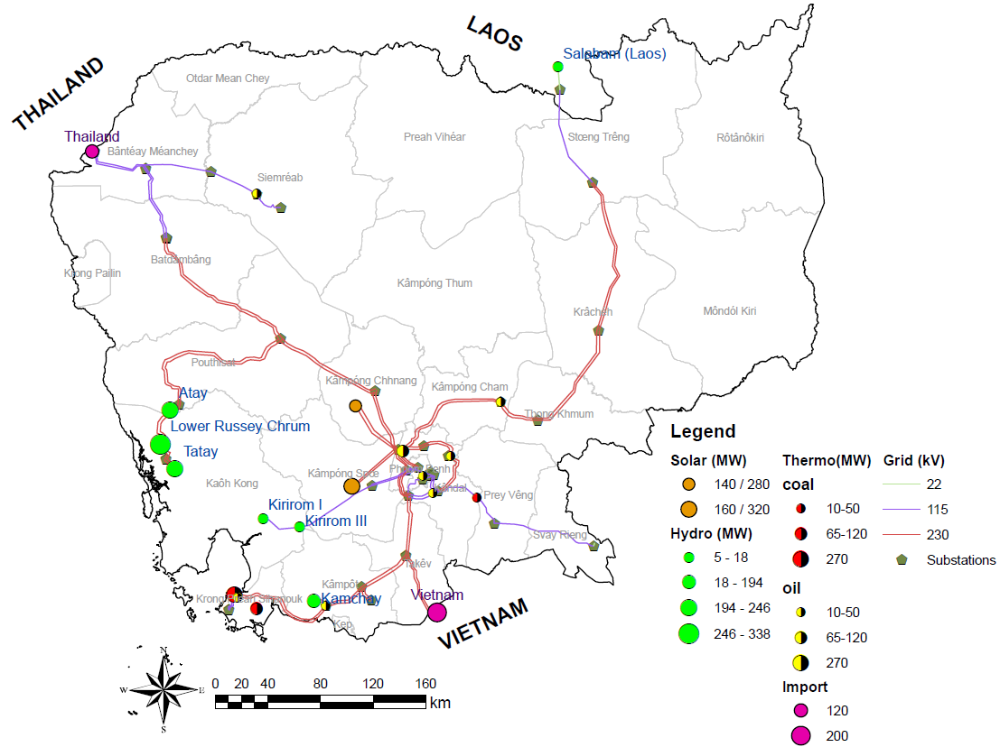 LAOS
THAILAND
Salabam (Laos)
Otdar Mean Chey
Thailand
Bântéay Méanchey
Preah Vihéar
Stœng Trêng
Rôtânôkiri
Siemréab
Batdâmbâng
Krong Pailin
Kâmpóng Thum
Krâchéh
Môndól Kiri
Pouthisat
Kâmpóng Chhnang
Kâmpóng Cham
Atay
Thong Khmum
Lower Russey Chrum
Tatay
Kâmpóng Spœ
Kaôh Kong
Kândal
Prey Vêng
Kirirom I
Kirirom III
Svay Rieng
Takêv
Kâmpôt
Kamchay
Vietnam
Kep
VIETNAM
Legend
Solar (MW)
140 / 280
160 / 320
Hydro (MW)
5 - 18
18 - 194
194 - 246
246 - 338
Thermo(MW)
coal
10-50
65-120
270
oil
10-50
65-120
270
Import
120
200
Grid (kV)
22
115
230
Substations
N
W
E
S
0 20 40 80 120 160
km